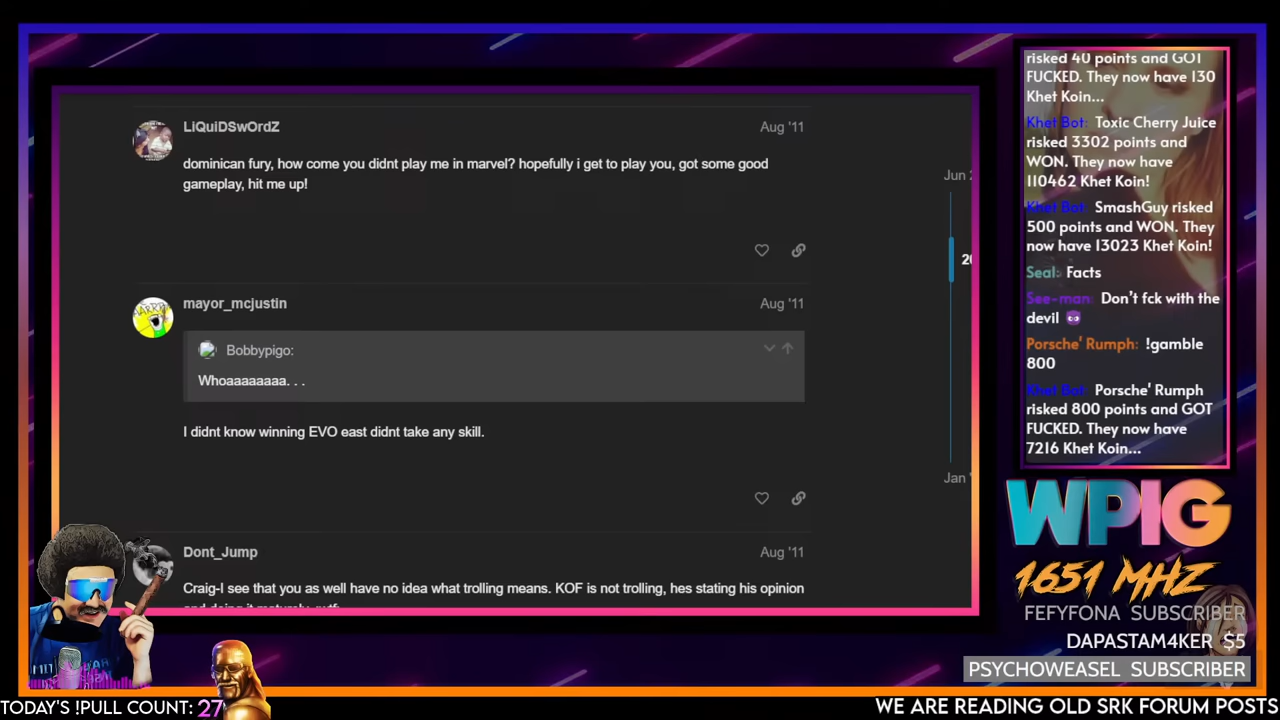 LiQuiDSwOrdZ
Aug '11
dominican fury, how come you didnt play me in marvel? hopefully i get to play you, got some good
gameplay, hit me up!
mayor_mcjustin
Aug '11
Bobbypigo:
Whoaaaaaaaa. . .
I didnt know winning EVO east didnt take any skill.
Dont_Jump
Aug '11
Craig-I see that you as well have no idea what trolling means. KOF is not trolling, hes stating his opinion
Jun 2
20
Jan '
risked 40 points and GOT
FUCKED. They now have 130
Khet Koin...
Khet Bot: Toxic Cherry Juice
risked 3302 points and
WON. They now have
110462 Khet Koin!
Khet Bot: SmashGuy risked
500 points and WON. They
now have 13023 Khet Koin!
Seal: Facts
See-man: Don't fck with the
devil
Porsche' Rumph: !gamble
800
Khet Bot: Porsche' Rumph
risked 800 points and GOT
FUCKED. They now have
7216 Khet Koin...
WPIG
1651 MHZ
FEFYFONA SUBSCRIBER
DAPASTAM4KER $5
PSYCHOWEASEL SUBSCRIBER
TODAY'S !PULL COUNT: 27
WE ARE READING OLD SRK FORUM POSTS